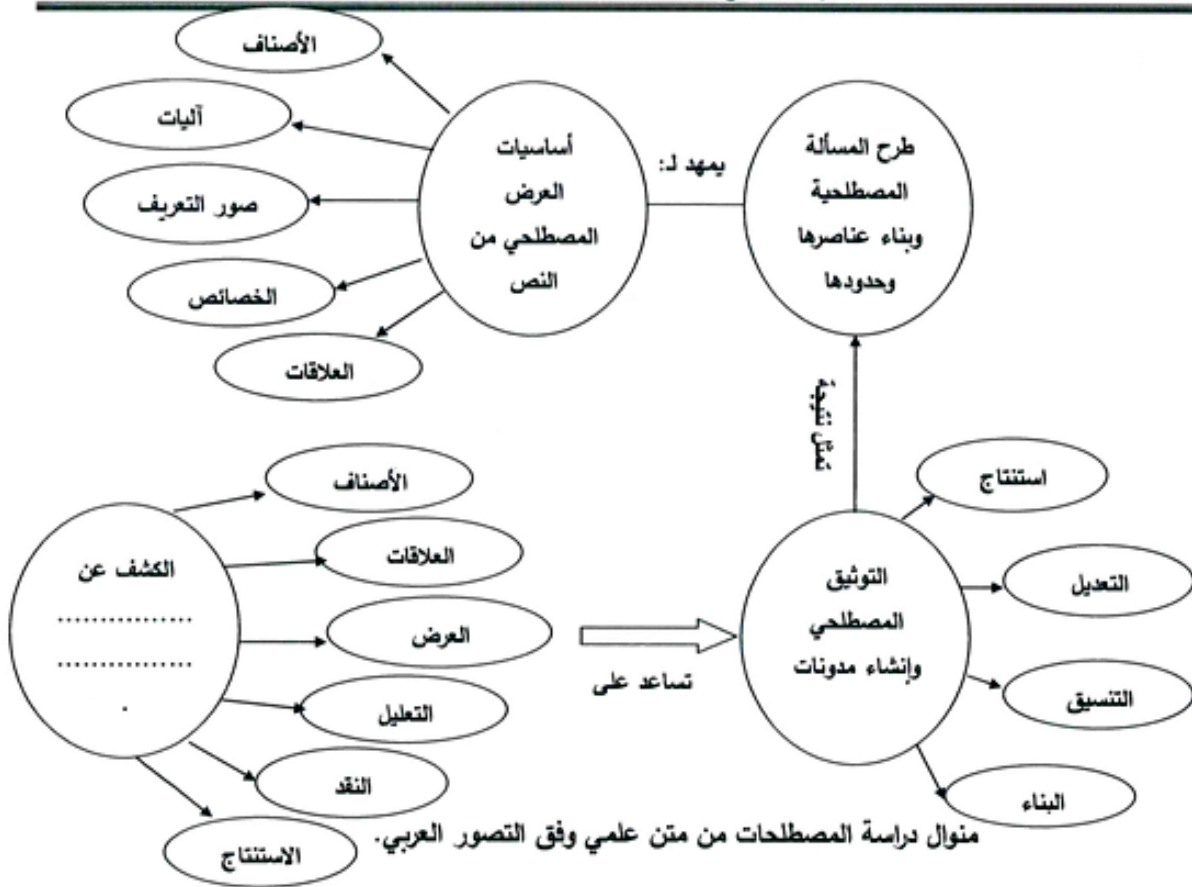 طرح المسألة
المصطلحية
وبناء عناصرها
وحدودها
يمهد لـ:
أساسيات
العرض
المصطلحي من
النص
الأصناف
آليات
صور التعريف
الخصائص
العلاقات
تمثل نتيجة
التوثيق
المصطلحي
وإنشاء مدونات
استنتاج
التعديل
التنسيق
البناء
تساعد على
الكشف عن
................
................
.
الأصناف
العلاقات
العرض
التعليل
النقد
الاستنتاج
منوال دراسة المصطلحات من متن علمي وفق التصور العربي.